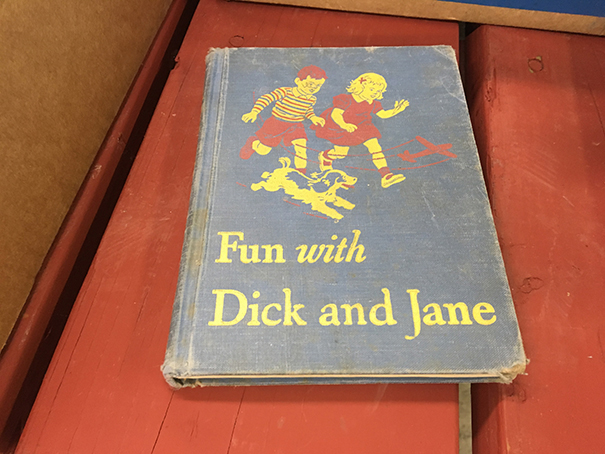 Fun with
Dick and Jane